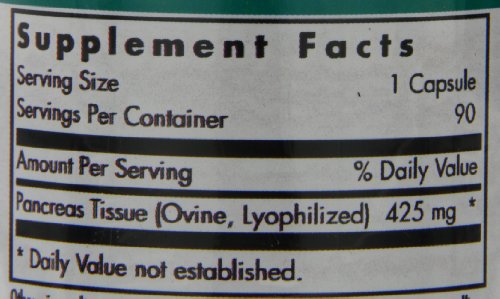 Supplement Facts
Serving Size 1 Capsule
Servings Per Container 90
Amount Per Serving % Daily Value
Pancreas Tissue (Ovine, Lyophilized) 425 mg *
* Daily Value not established.